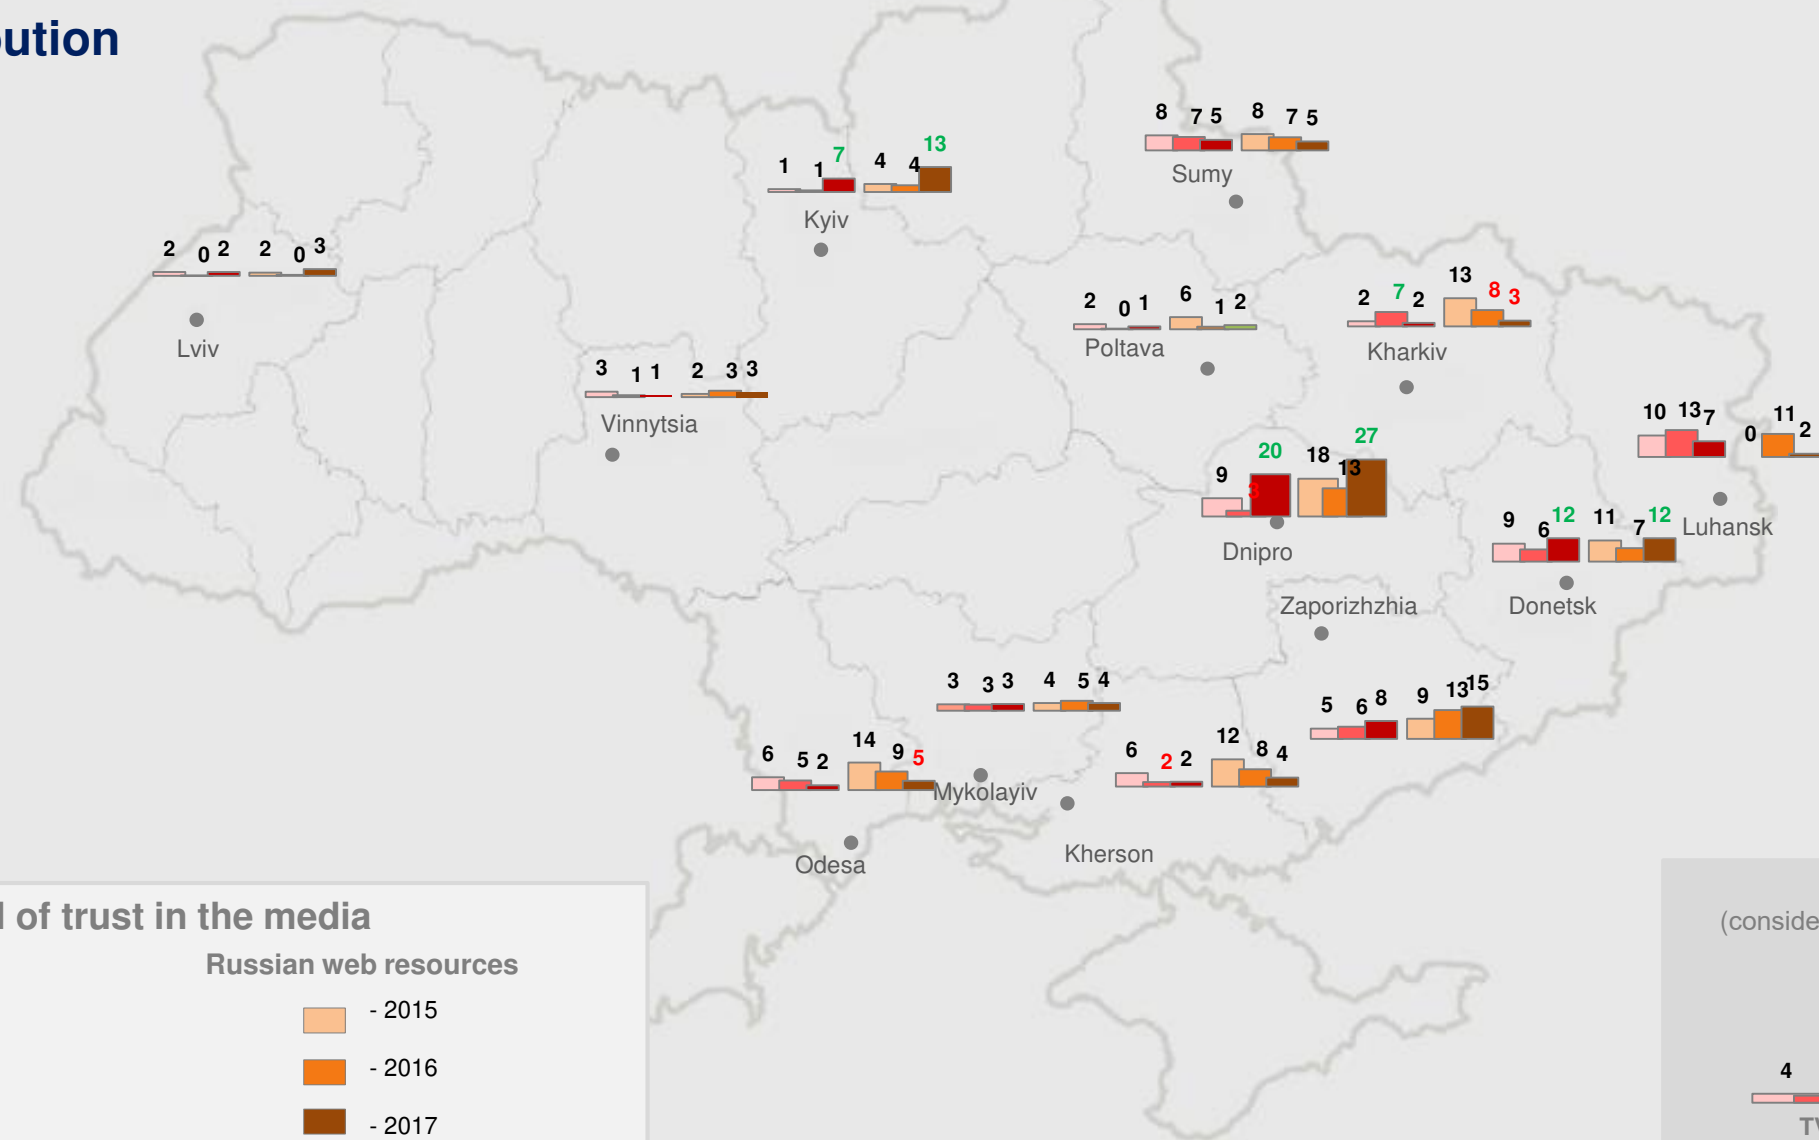 ution
8 7 5 8 7 5
Sumy
1 1 7 4 4 13
Kyiv
2 0 2 2 0 3
Lviv
2 0 1 6 1 2
Poltava
2 7 2 13 8 3
Kharkiv
3 1 1 2 3 3
Vinnytsia
10 13 7 0 11 2
Luhansk
9 3 20 18 13 27
Dnipro
9 6 12 11 7 12
Donetsk
Zaporizhzhia
5 6 8 9 13 15
3 3 3 4 5 4
Mykolayiv
6 5 2 14 9 5
Odesa
6 2 2 12 8 4
Kherson
l of trust in the media
Russian web resources
- 2015
- 2016
- 2017
(conside
4